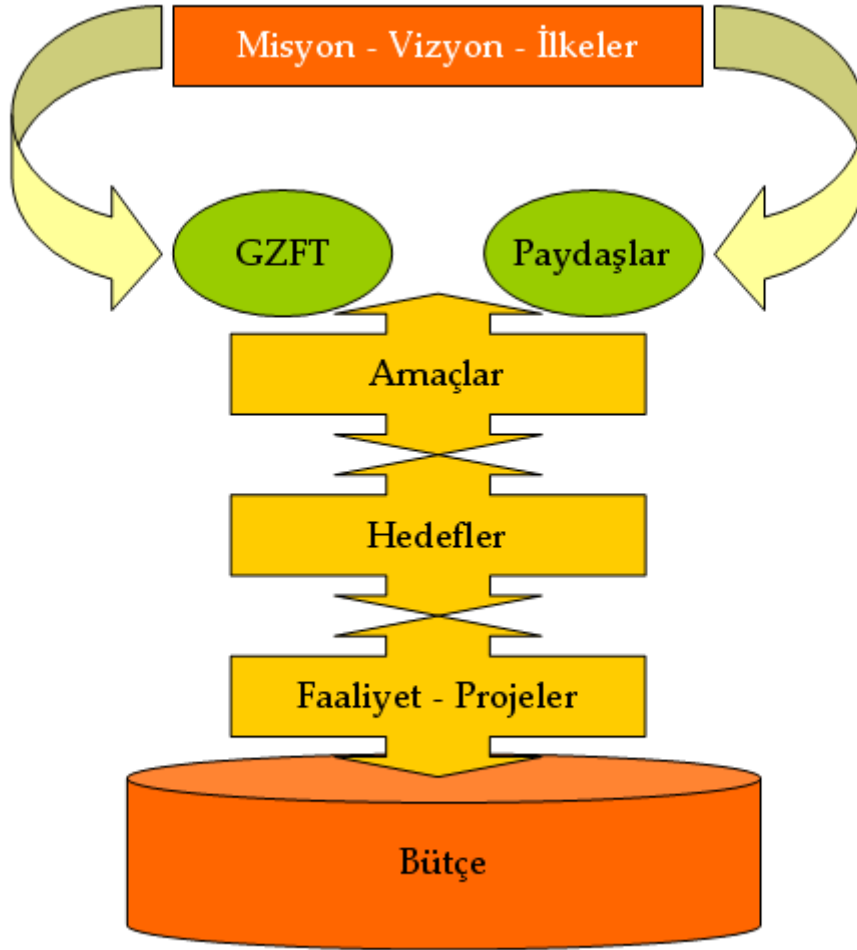 Misyon - Vizyon - İlkeler
GZFT
Paydaşlar
Amaçlar
Hedefler
Faaliyet - Projeler
Bütçe